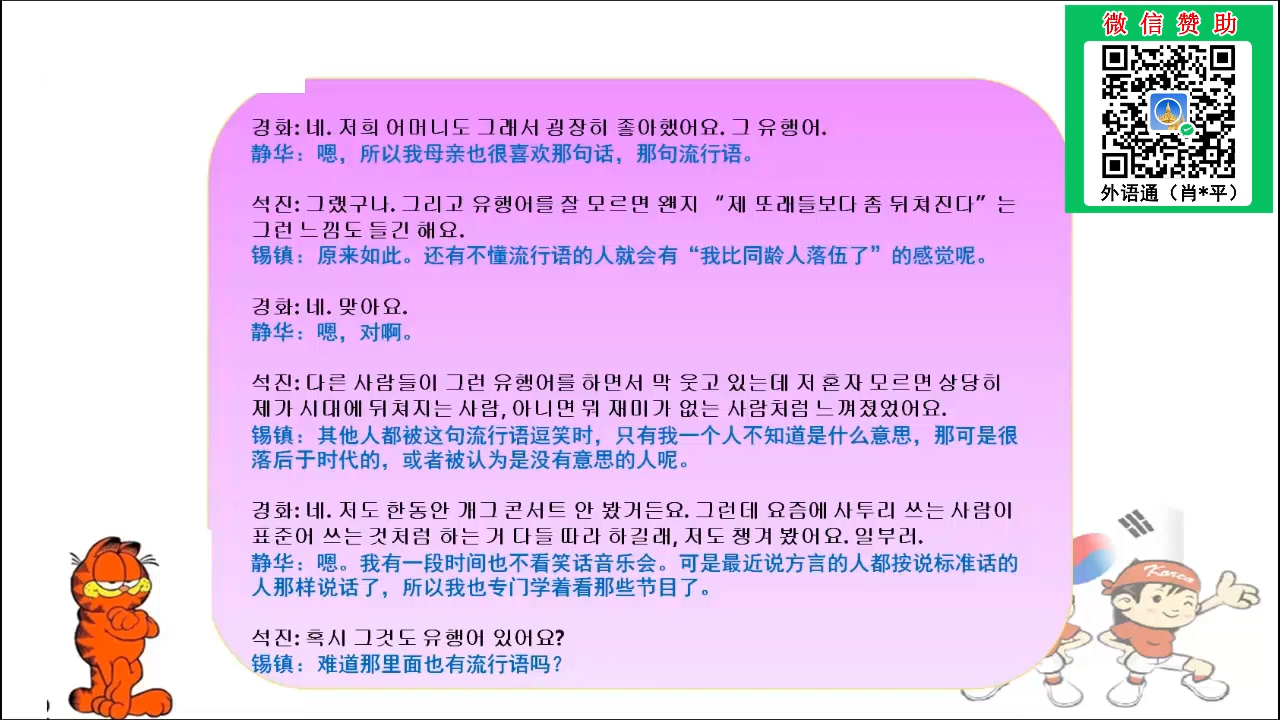 微信赞助
外语通（肖*平）
경화: 네. 저희 어머니도 그래서 굉장히 좋아했어요. 그 유행어.
静华：嗯，所以我母亲也很喜欢那句话，那句流行语。
석진: 그랬구나. 그리고 유행어를 잘 모르면 왠지 “제 또래들보다 좀 뒤쳐진다”는
그런 느낌도 들긴 해요.
锡镇：原来如此。还有不懂流行语的人就会有“我比同龄人落伍了”的感觉呢。
경화: 네. 맞아요.
静华：嗯，对啊。
석진: 다른 사람들이 그런 유행어를 하면서 막 웃고 있는데 저 혼자 모르면 상당히
제가 시대에 뒤쳐지는 사람, 아니면 뭐 재미가 없는 사람처럼 느껴졌었어요.
锡镇：其他人都被这句流行语逗笑时，只有我一个人不知道是什么意思，那可是很
落后于时代的，或者被认为是没有意思的人呢。
경화: 네. 저도 한동안 개그 콘서트 안 봤거든요. 그런데 요즘에 사투리 쓰는 사람이
표준어 쓰는 것처럼 하는 거 다들 따라 하길래, 저도 챙겨 봤어요. 일부러.
静华：嗯。我有一段时间也不看笑话音乐会。可是最近说方言的人都按说标准话的
人那样说话了，所以我也专门学着看那些节目了。
석진: 혹시 그것도 유행어 있어요?
锡镇：难道那里面也有流行语吗？
Korea